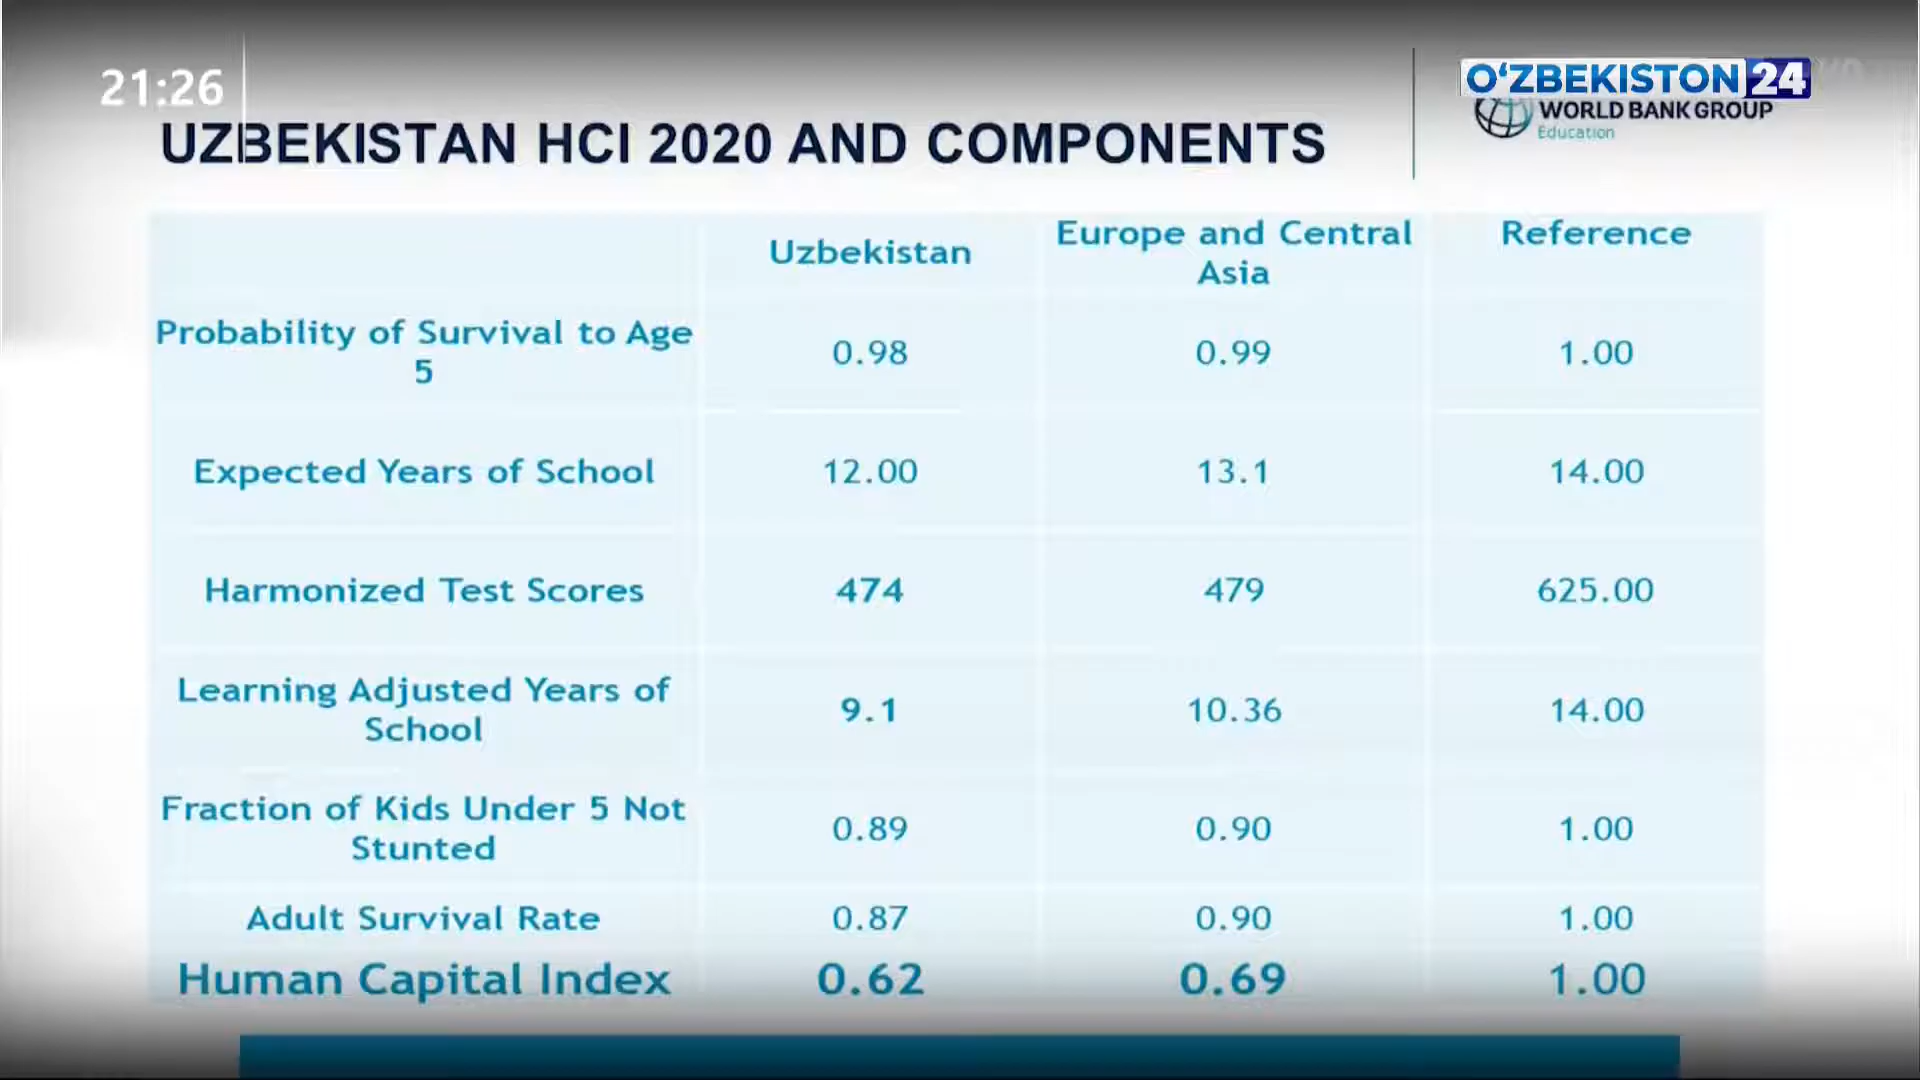 21:26
O‘ZBEKISTON 24
WORLD BANK GROUP
Education
UZBEKISTAN HCI 2020 AND COMPONENTS
Uzbekistan
Europe and Central
Asia
Reference
Probability of Survival to Age
5
0.98
0.99
1.00
Expected Years of School
12.00
13.1
14.00
Harmonized Test Scores
474
479
625.00
Learning Adjusted Years of
School
9.1
10.36
14.00
Fraction of Kids Under 5 Not
Stunted
0.89
0.90
1.00
Adult Survival Rate
0.87
0.90
1.00
Human Capital Index
0.62
0.69
1.00